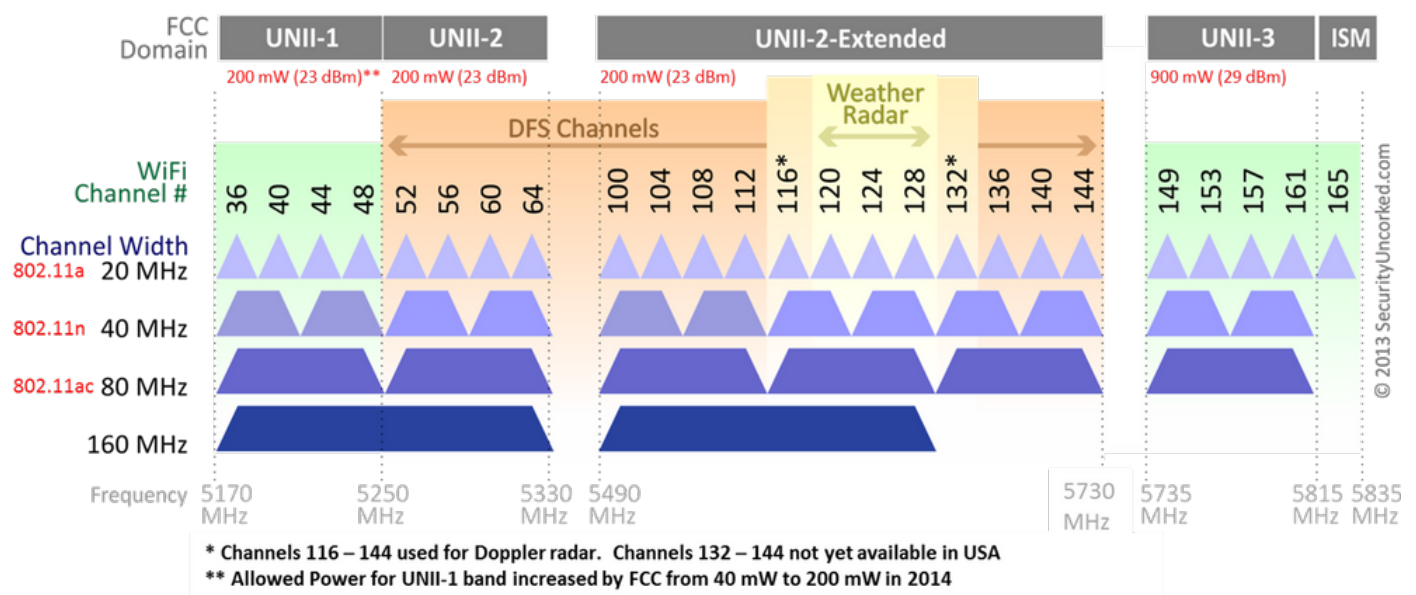 FCC
Domain
UNII-1
UNII-2
UNII-2-Extended
UNII-3
ISM
200 mW (23 dBm)**
200 mW (23 dBm)
200 mW (23 dBm)
900 mW (29 dBm)
Weather
Radar
DFS Channels
WiFi
Channel #
36 40 44 48 52 56 60 64 100 104 108 112 116* 120 124 128 132* 136 140 144 149 153 157 161 165
Channel Width
802.11a 20 MHz
802.11n 40 MHz
802.11ac 80 MHz
160 MHz
Frequency 5170 5250 5330 5490 5730 5735 5815 5835
MHz MHz MHz MHz MHz MHz MHz MHz
* Channels 116 – 144 used for Doppler radar. Channels 132 – 144 not yet available in USA
** Allowed Power for UNII-1 band increased by FCC from 40 mW to 200 mW in 2014
© 2013 SecurityUncorked.com